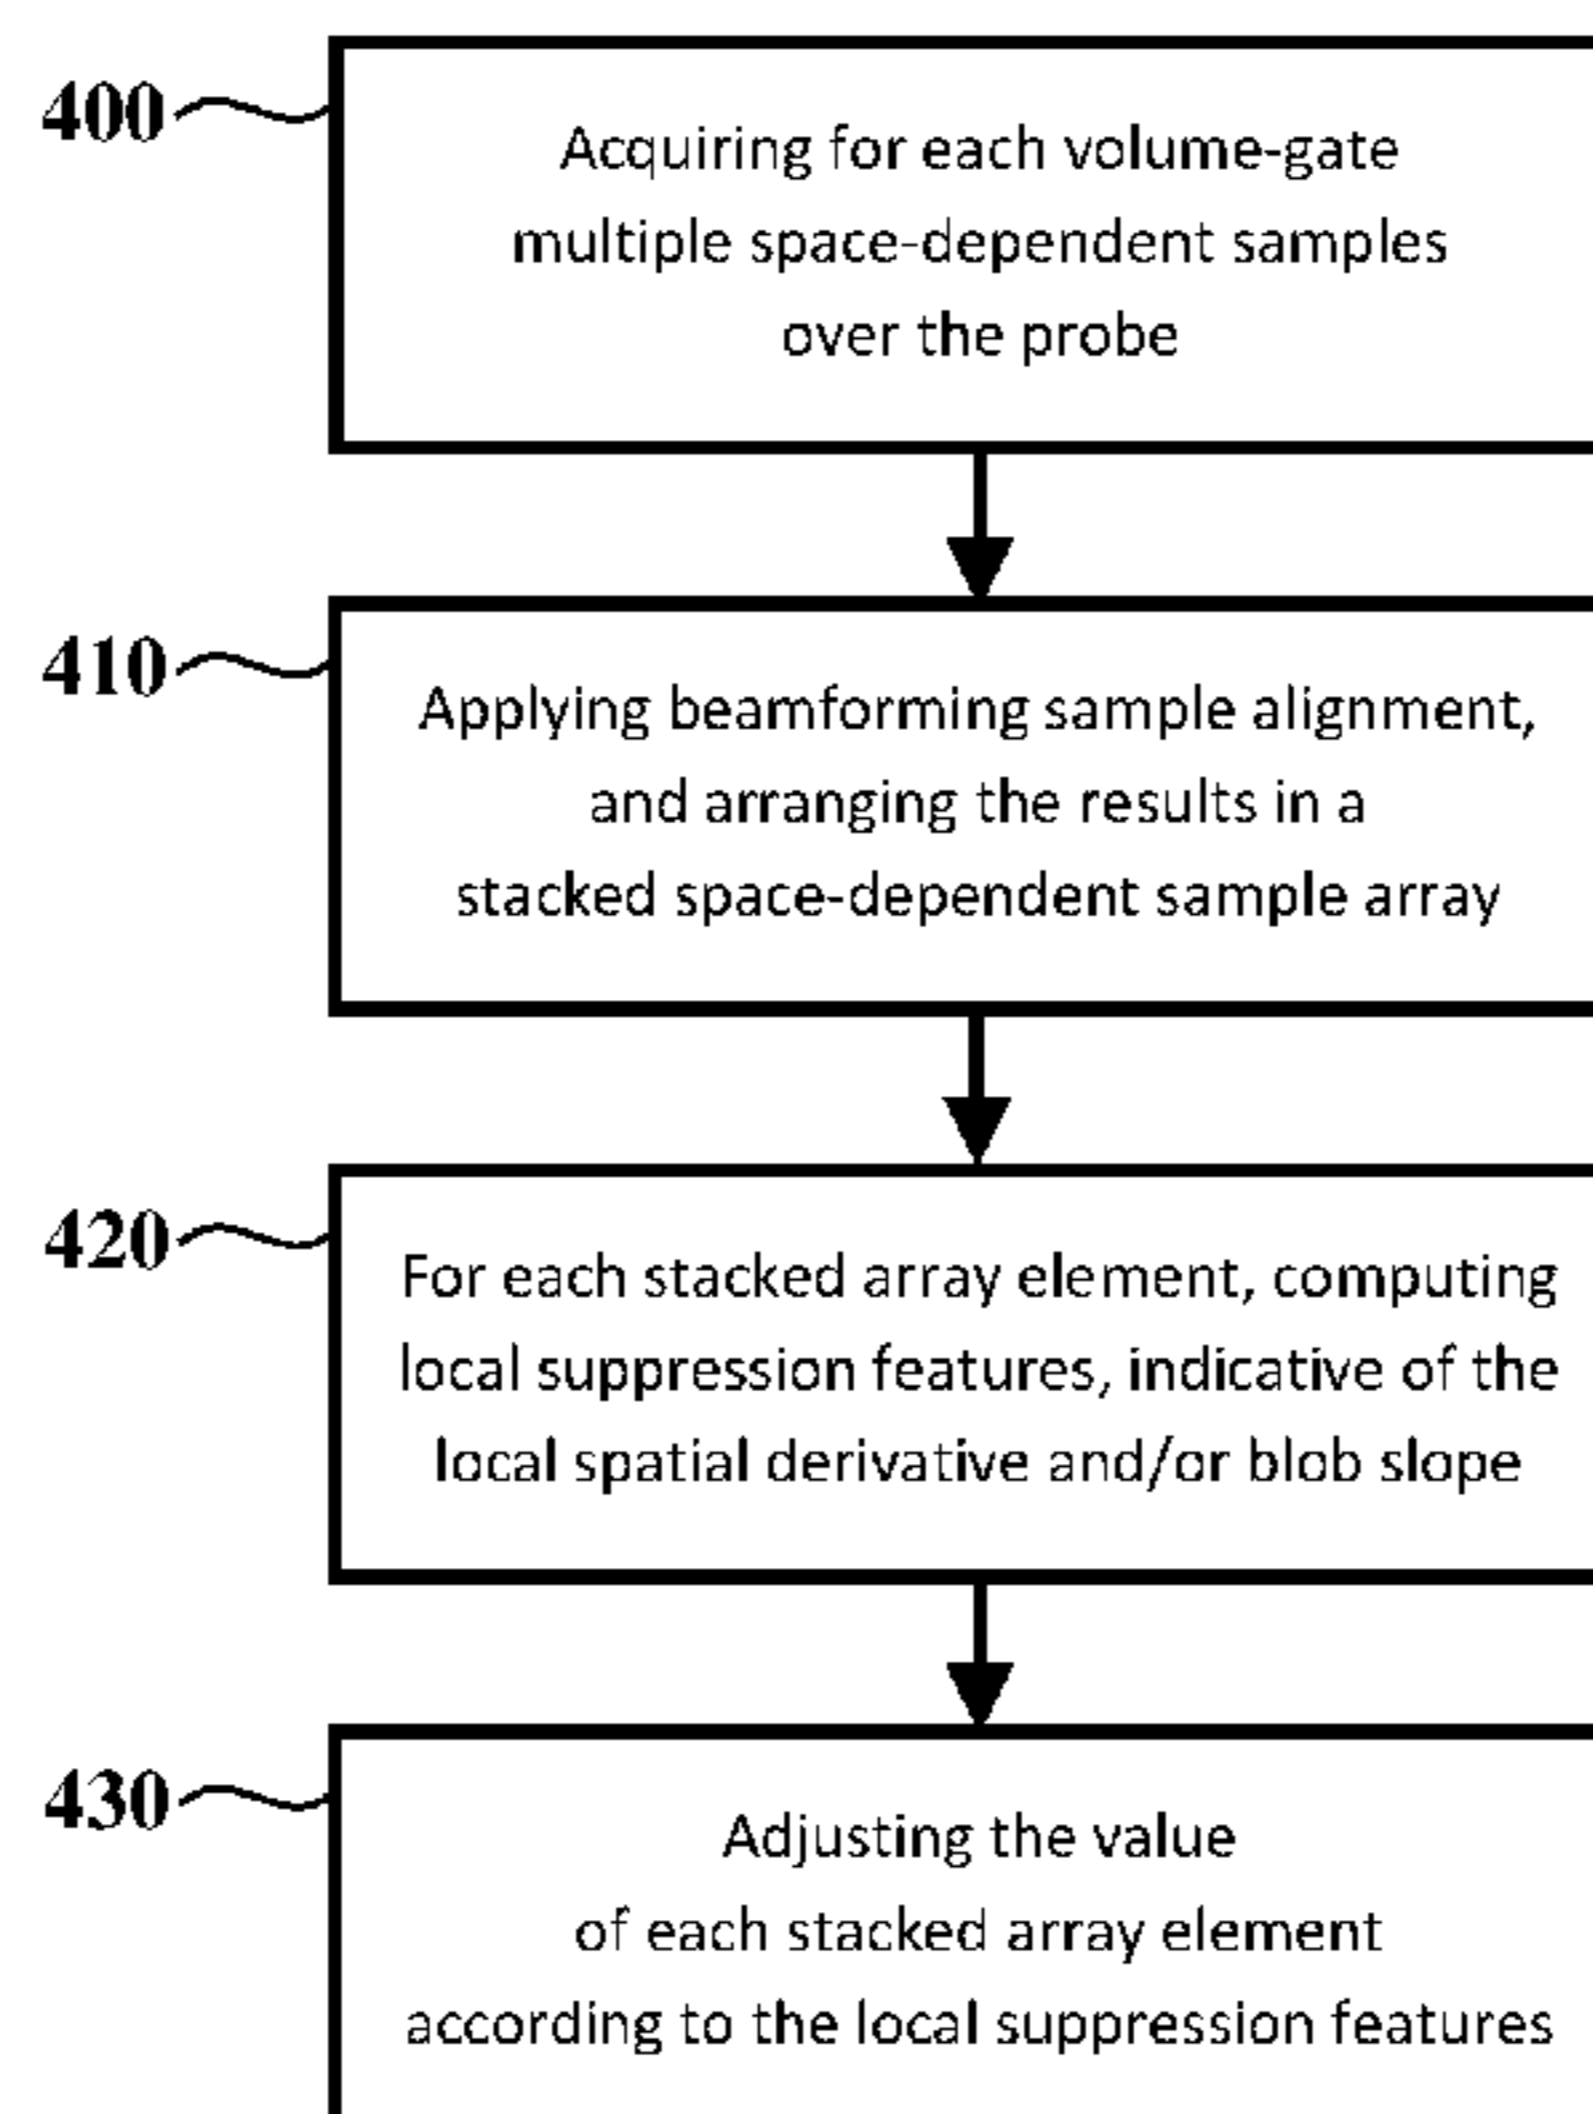 400
Acquiring for each volume-gate
multiple space-dependent samples
over the probe
410
Applying beamforming sample alignment,
and arranging the results in a
stacked space-dependent sample array
420
For each stacked array element, computing
local suppression features, indicative of the
local spatial derivative and/or blob slope
430
Adjusting the value
of each stacked array element
according to the local suppression features